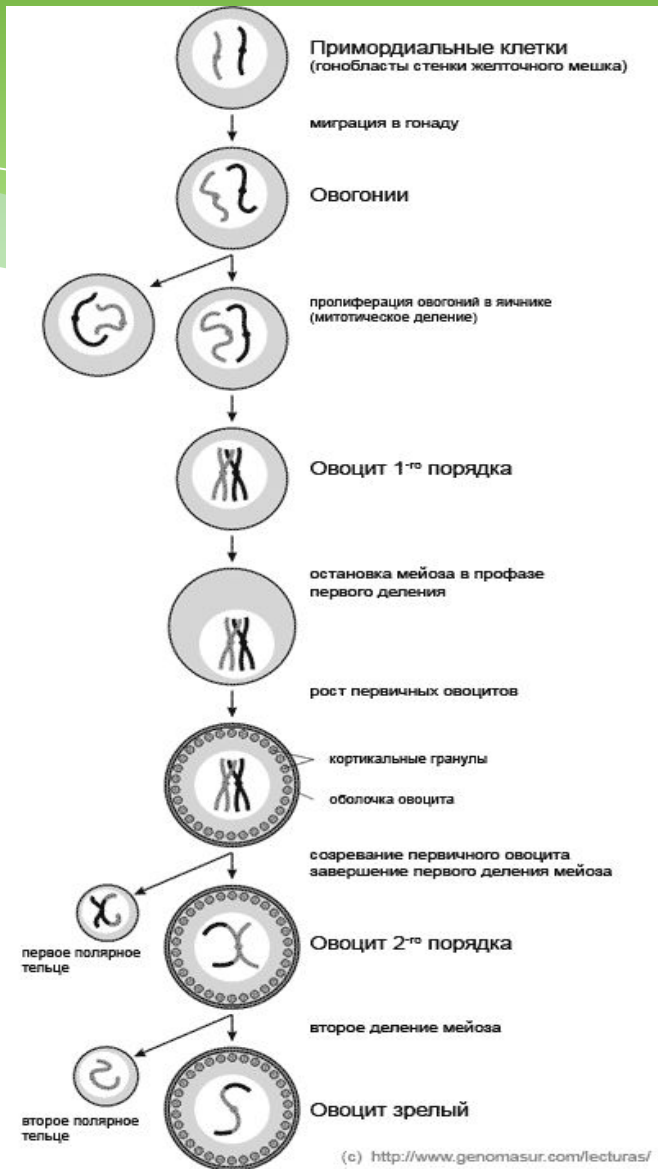 Примордиальные клетки
(гонобласты стенки желточного мешка)
миграция в гонаду
Овогонии
пролиферация овогоний в яичнике
(митотическое деление)
Овоцит 1-го порядка
остановка мейоза в профазе
первого деления
рост первичных овоцитов
кортикальные гранулы
оболочка овоцита
созревание первичного овоцита
завершение первого деления мейоза
первое полярное
тельце
Овоцит 2-го порядка
второе деление мейоза
второе полярное
тельце
Овоцит зрелый
(c) http://www.genomasur.com/lecturas/